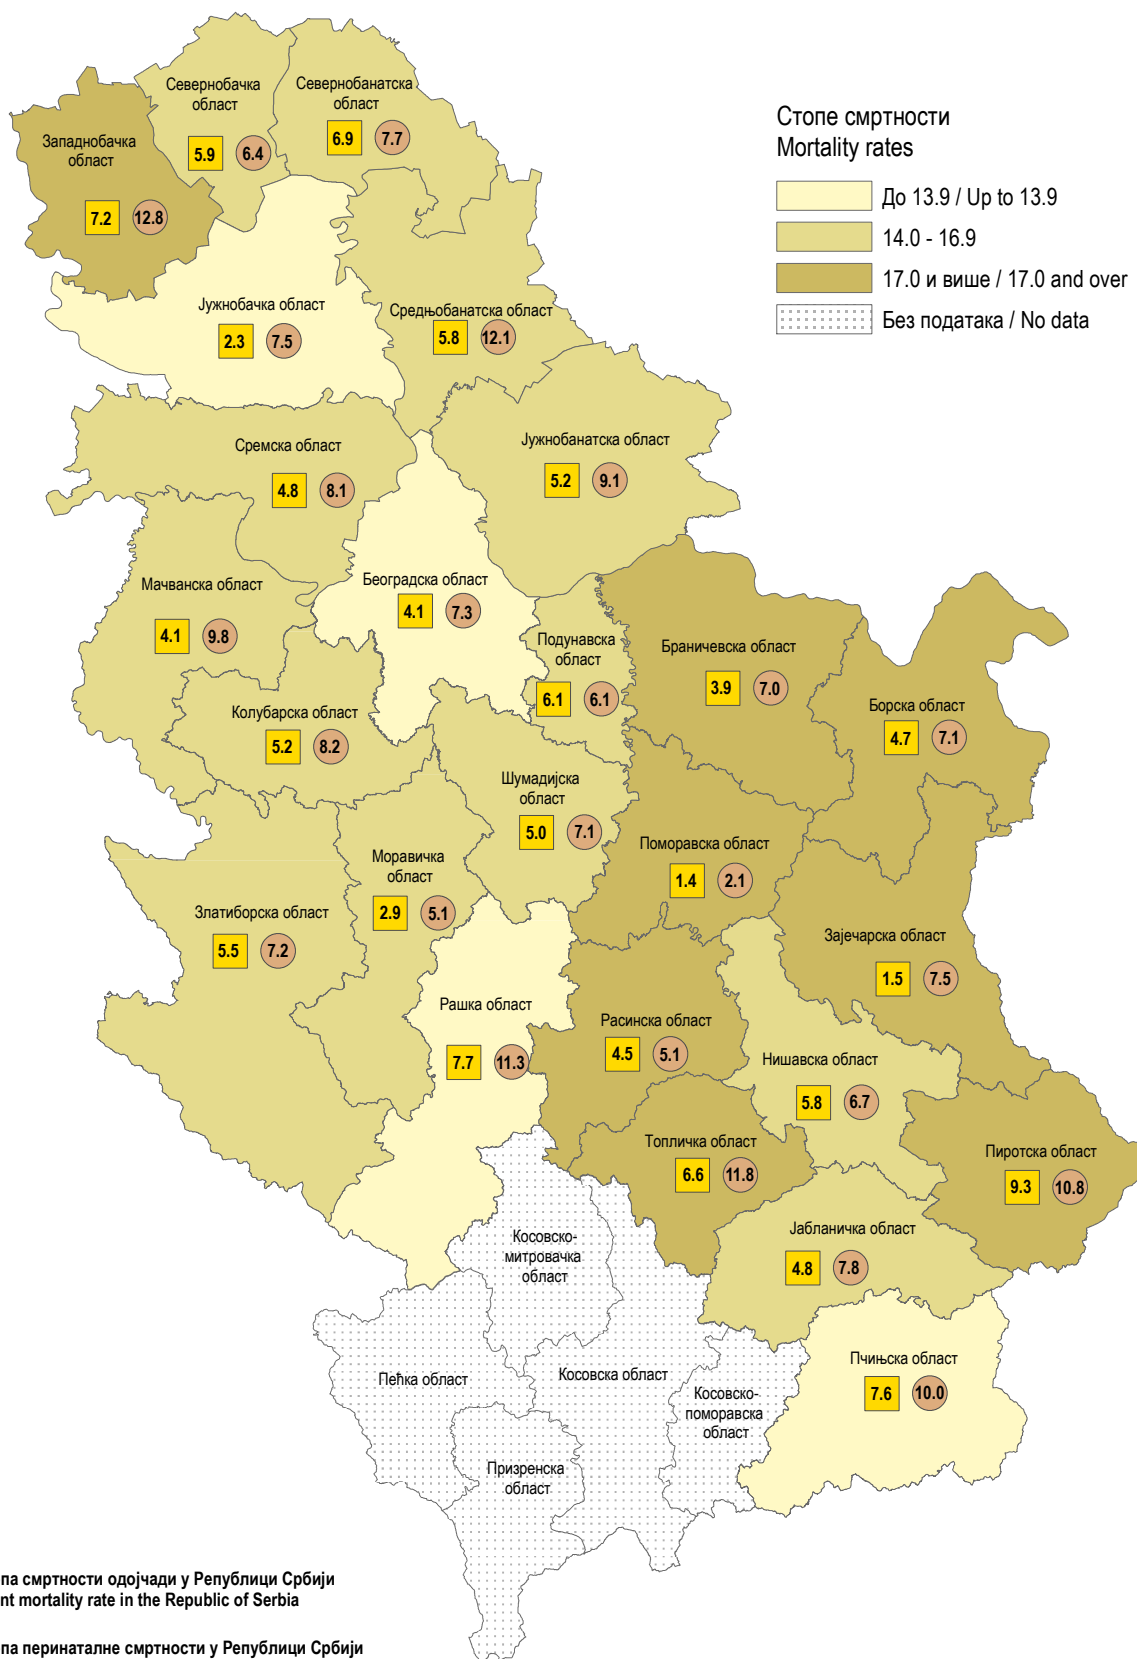 Стопе смртности
Mortality rates
До 13.9 / Up to 13.9
14.0 - 16.9
17.0 и више / 17.0 and over
Без података / No data
Севернобачка
област
5.9 6.4
Севернобанатска
област
6.9 7.7
Западнобачка
област
7.2 12.8
Јужнобачка област
2.3 7.5
Средњобанатска област
5.8 12.1
Сремска област
4.8 8.1
Јужнобанатска област
5.2 9.1
Мачванска област
4.1 9.8
Београдска област
4.1 7.3
Подунавска
област
6.1 6.1
Браничевска област
3.9 7.0
Борска област
4.7 7.1
Колубарска област
5.2 8.2
Шумадијска
област
5.0 7.1
Поморавска област
1.4 2.1
Моравичка
област
2.9 5.1
Златиборска област
5.5 7.2
Зајечарска област
1.5 7.5
Рашка област
7.7 11.3
Расинска област
4.5 5.1
Нишавска област
5.8 6.7
Топличка област
6.6 11.8
Пиротска област
9.3 10.8
Јабланичка област
4.8 7.8
Косовско-
митровачка
област
Пећка област
Косовска област
Косовско-
поморавска
област
Пчињска област
7.6 10.0
Призренска
област
па смртности одојчади у Републици Србији
nt mortality rate in the Republic of Serbia
па перинаталне смртности у Републици Србији